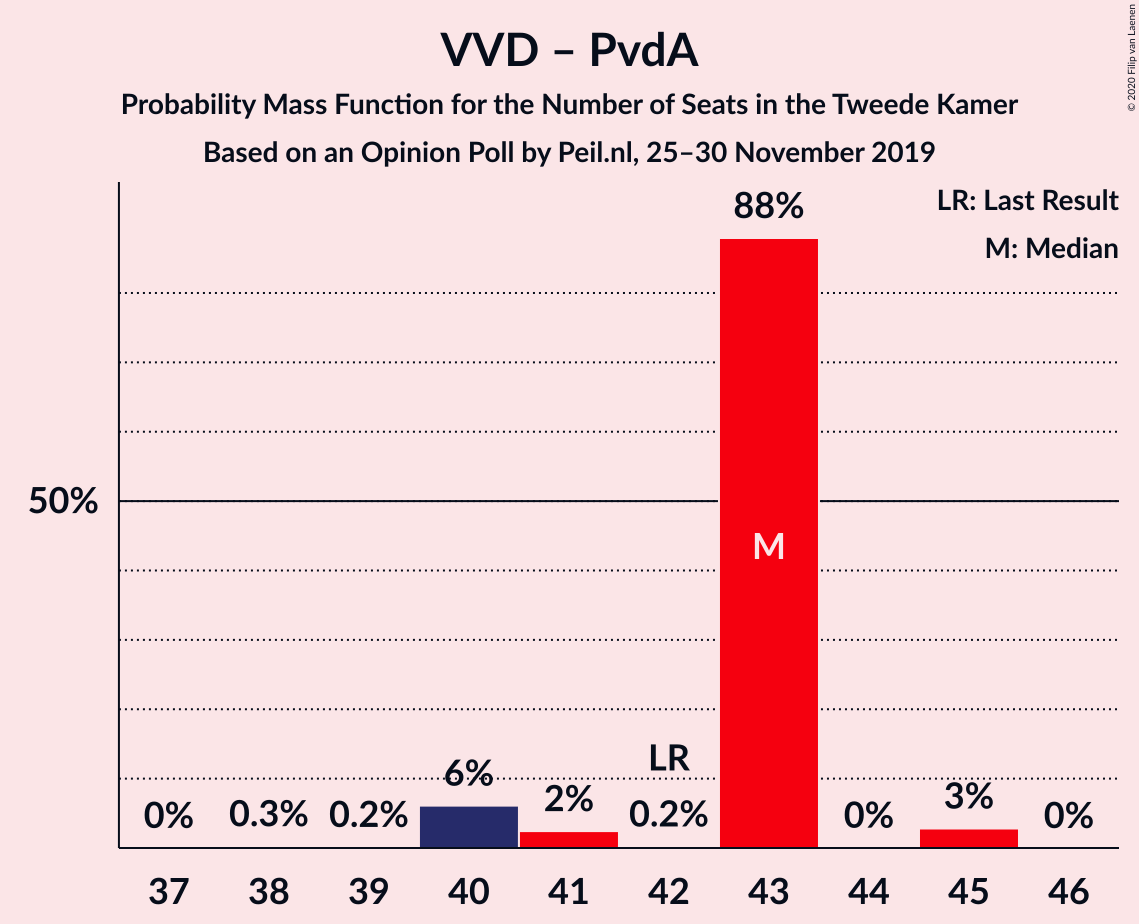 VVD – PvdA
Probability Mass Function for the Number of Seats in the Tweede Kamer
Based on an Opinion Poll by Peil.nl, 25–30 November 2019
© 2020 Filip van Laenen
LR: Last Result
M: Median
88%
50%
M
LR
0% 0.3% 0.2% 6% 2% 0.2% 0% 3% 0%
37 38 39 40 41 42 43 44 45 46